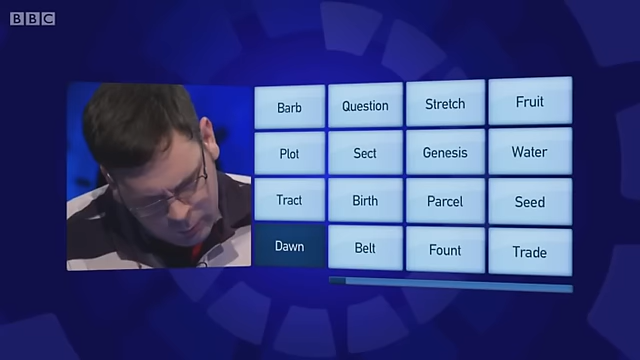 BBC
Barb Question Stretch Fruit
Plot Sect Genesis Water
Tract Birth Parcel Seed
Dawn Belt Fount Trade